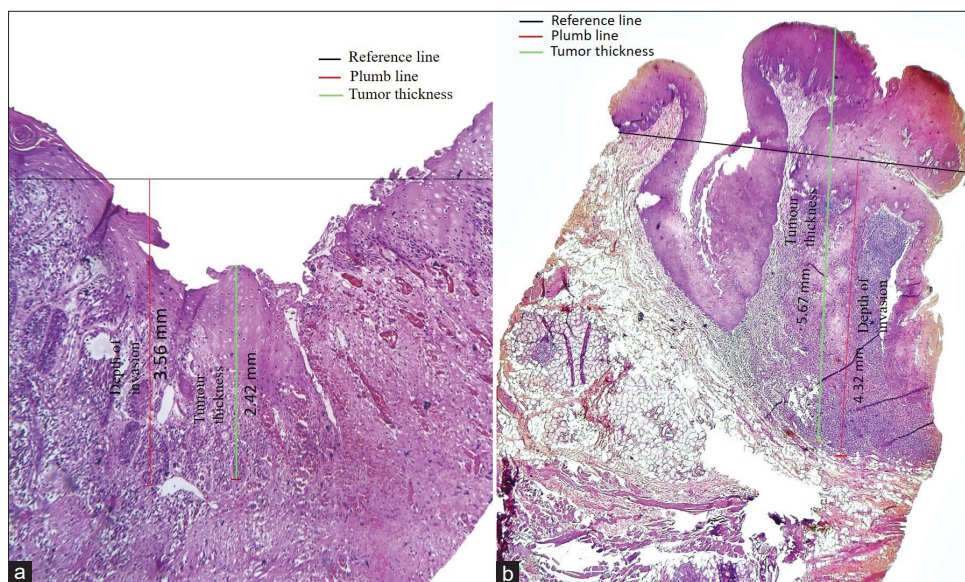 Reference line
Plumb line
Tumor thickness
Depth of
invasion
3.56 mm
Tumour
thickness
2.42 mm
a
Reference line
Plumb line
Tumor thickness
Tumour
thickness
5.67 mm
Depth of
invasion
4.32 mm
b